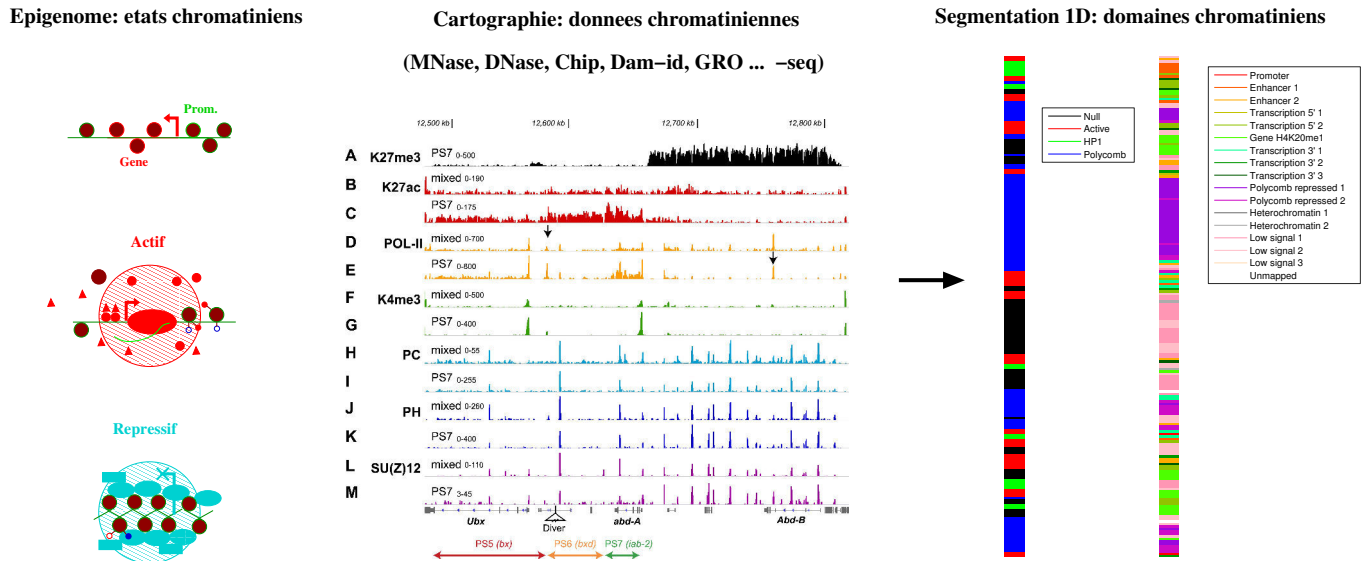 Epigenome: etats chromatiniens
Cartographie: donnees chromatiniennes
(MNase, DNase, Chip, Dam−id, GRO ... −seq)
Segmentation 1D: domaines chromatiniens
Prom.
Gene
Actif
Repressif
12,500 kb
12,600 kb
12,700 kb
12,800 kb
A K27me3 PS7 0-500
B K27ac mixed 0-190
C PS7 0-175
D POL-II mixed 0-700
E PS7 0-800
F K4me3 mixed 0-500
G PS7 0-400
H PC mixed 0-55
I PS7 0-255
J PH mixed 0-260
K PS7 0-400
L SU(Z)12 mixed 0-110
M PS7 3-45
Ubx
Diver
abd-A
Abd-B
PS5 (bx)
PS6 (bxd)
PS7 (iab-2)
Null
Active
HP1
Polycomb
Promoter
Enhancer 1
Enhancer 2
Transcription 5' 1
Transcription 5' 2
Gene H4K20me1
Transcription 3' 1
Transcription 3' 2
Transcription 3' 3
Polycomb repressed 1
Polycomb repressed 2
Heterochromatin 1
Heterochromatin 2
Low signal 1
Low signal 2
Low signal 3
Unmapped